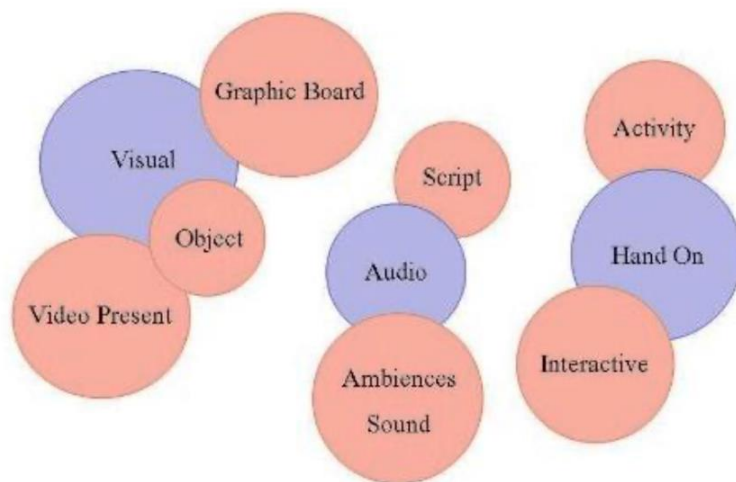 Graphic Board
Visual
Object
Video Present
Script
Audio
Ambiences
Sound
Activity
Hand On
Interactive